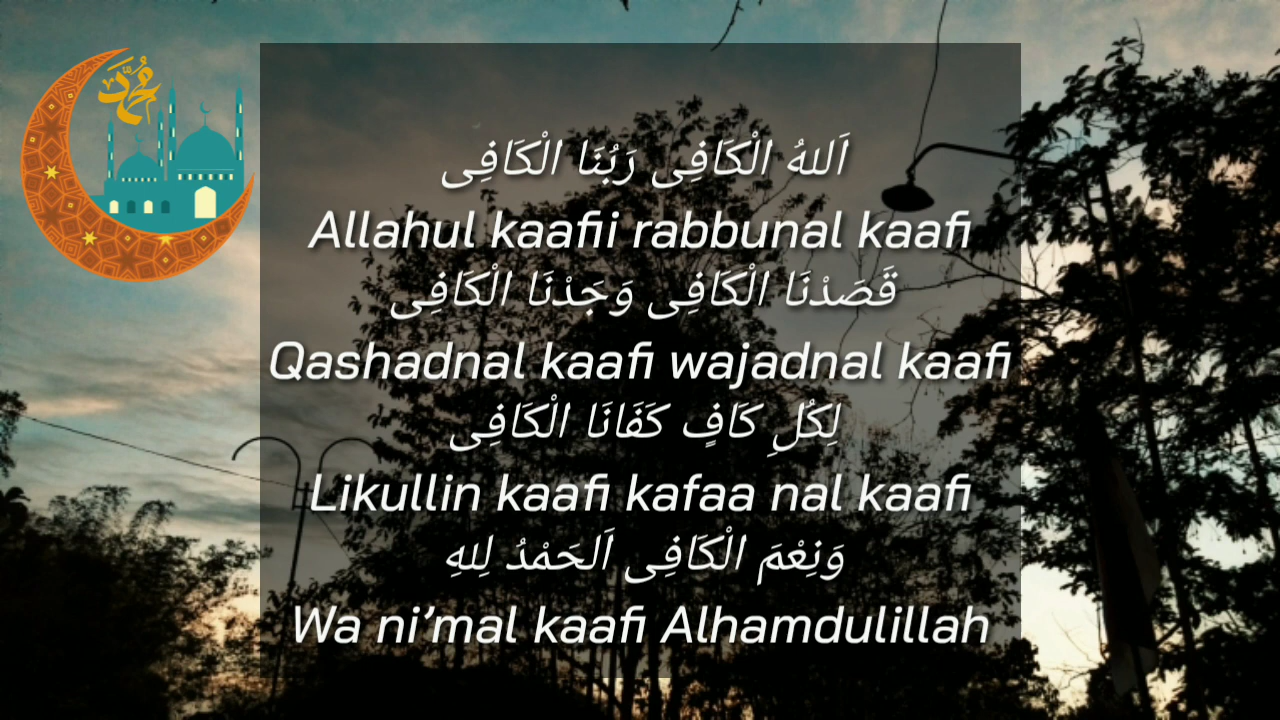 مُحَمَّد
اَللهُ الْكَافِى رَبُنَا الْكَافِى
Allahul kaafii rabbunal kaafi
قَصَدْنَا الْكَافِى وَجَدْنَا الْكَافِى
Qashadnal kaafi wajadnal kaafi
لِكُلِ كَافٍ كَفَانَا الْكَافِى
Likullin kaafi kafaa nal kaafi
وَنِعْمَ الْكَافِى اَلحَمْدُ لِلهِ
Wa ni’mal kaafi Alhamdulillah